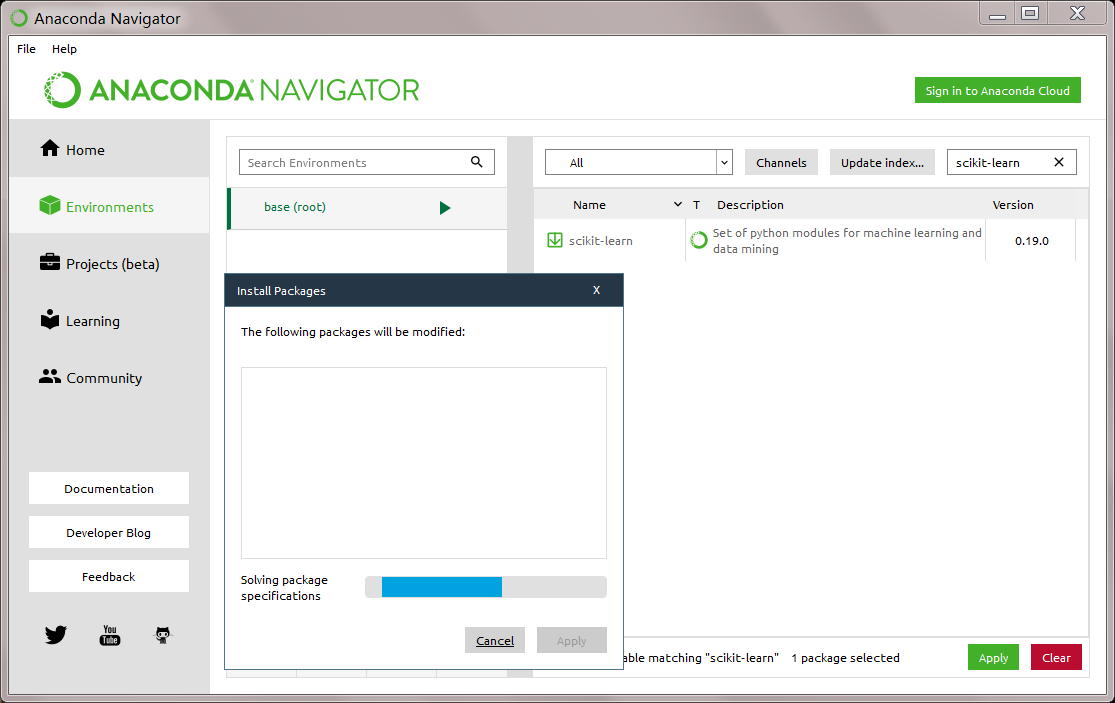 Anaconda Navigator
File Help
ANACONDA NAVIGATOR
Sign in to Anaconda Cloud
Home
Environments
Projects (beta)
Learning
Community
Documentation
Developer Blog
Feedback
You
Tube
Search Environments
base (root)
All
Channels
Update index...
scikit-learn
Name T Description Version
scikit-learn
Set of python modules for machine learning and
data mining
0.19.0
Install Packages X
The following packages will be modified:
Solving package
specifications
Cancel Apply
matching "scikit-learn" 1 package selected
Apply Clear